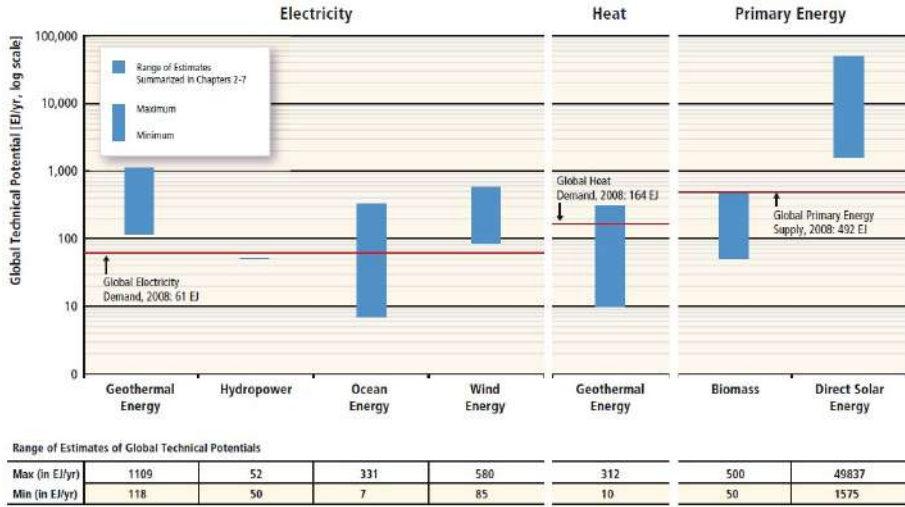 Electricity Heat Primary Energy
Global Technical Potential [EJ/yr, log scale]
100,000
10,000
1,000
100
10
0
Range of Estimates
Summarized in Chapters 2-7
Maximum
Minimum
Global Electricity
Demand, 2008: 61 EJ
Global Heat
Demand, 2008: 164 EJ
Global Primary Energy
Supply, 2008: 492 EJ
Geothermal
Energy
Hydropower
Ocean
Energy
Wind
Energy
Geothermal
Energy
Biomass
Direct Solar
Energy
Range of Estimates of Global Technical Potentials
Max (in EJ/yr) 1109 52 331 580 312 500 49837
Min (in EJ/yr) 118 50 7 85 10 50 1575